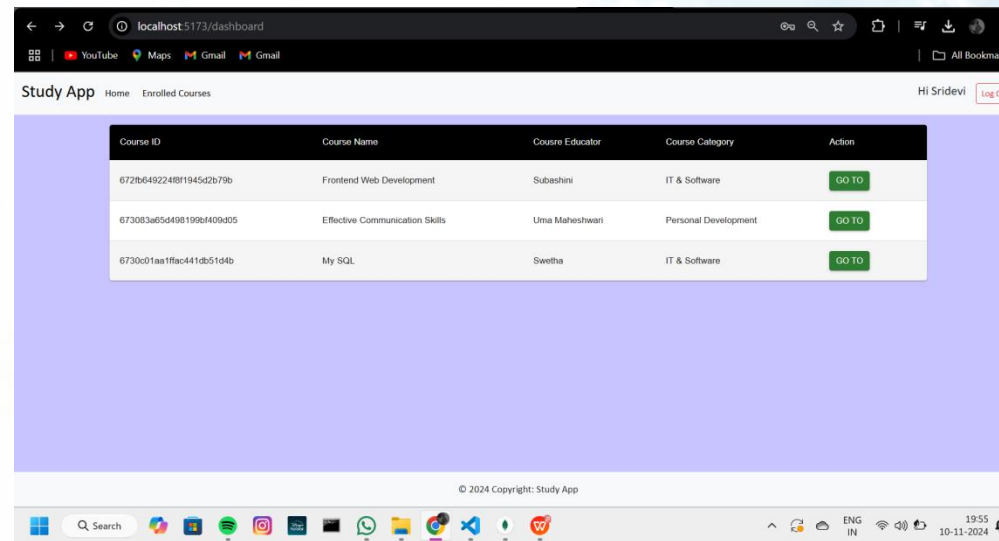 localhost:5173/dashboard
YouTube Maps Gmail Gmail All Bookma
Study App Home Enrolled Courses Hi Sridevi Log O
Course ID Course Name Cousre Educator Course Category Action
672fb649224f8f1945d2b79b Frontend Web Development Subashini IT & Software GO TO
673083a65d498199bf409d05 Effective Communication Skills Uma Maheshwari Personal Development GO TO
6730c01aa1ffac441db51d4b My SQL Swetha IT & Software GO TO
© 2024 Copyright: Study App
Search ENG 19:55
IN 10-11-2024